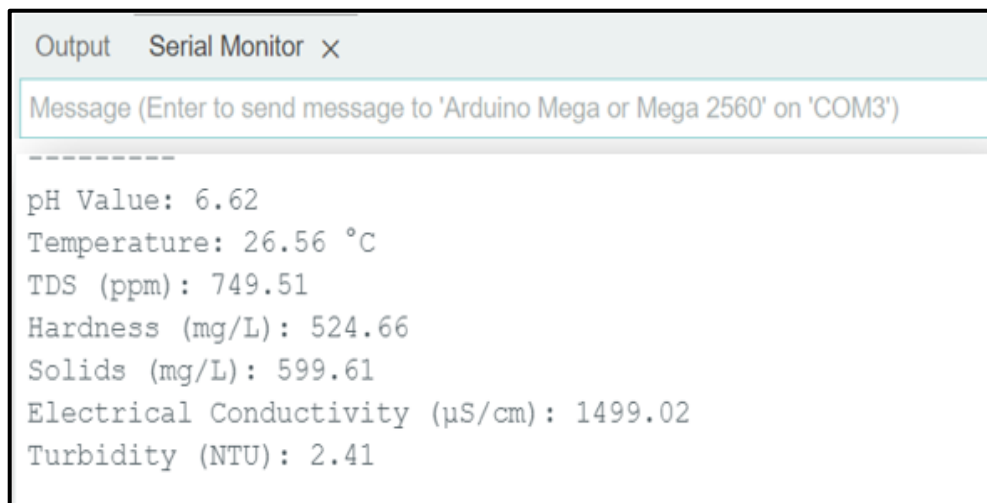 Output Serial Monitor ×
Message (Enter to send message to 'Arduino Mega or Mega 2560' on 'COM3')
---------
pH Value: 6.62
Temperature: 26.56 °C
TDS (ppm): 749.51
Hardness (mg/L): 524.66
Solids (mg/L): 599.61
Electrical Conductivity (µS/cm): 1499.02
Turbidity (NTU): 2.41